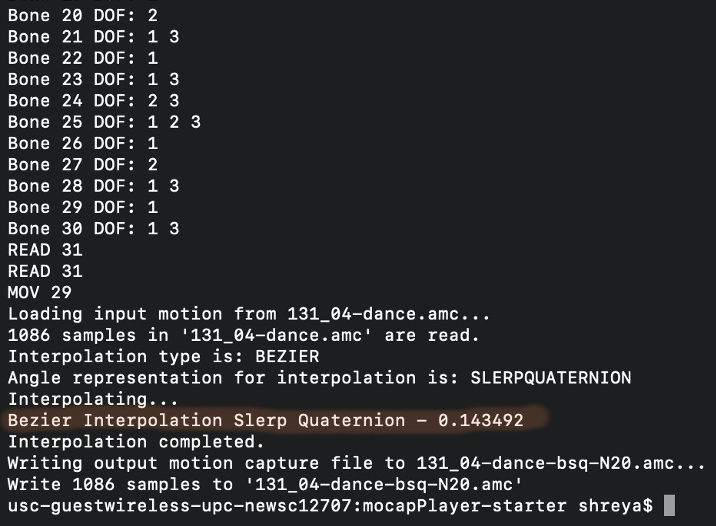 Bone 20 DOF: 2
Bone 21 DOF: 1 3
Bone 22 DOF: 1
Bone 23 DOF: 1 3
Bone 24 DOF: 2 3
Bone 25 DOF: 1 2 3
Bone 26 DOF: 1
Bone 27 DOF: 2
Bone 28 DOF: 1 3
Bone 29 DOF: 1
Bone 30 DOF: 1 3
READ 31
READ 31
MOV 29
Loading input motion from 131_04-dance.amc...
1086 samples in '131_04-dance.amc' are read.
Interpolation type is: BEZIER
Angle representation for interpolation is: SLERPQUATERNION
Interpolating...
Bezier Interpolation Slerp Quaternion - 0.143492
Interpolation completed.
Writing output motion capture file to 131_04-dance-bsq-N20.amc...
Write 1086 samples to '131_04-dance-bsq-N20.amc'
usc-guestwireless-upc-newsc12707:mocapPlayer-starter shreya$